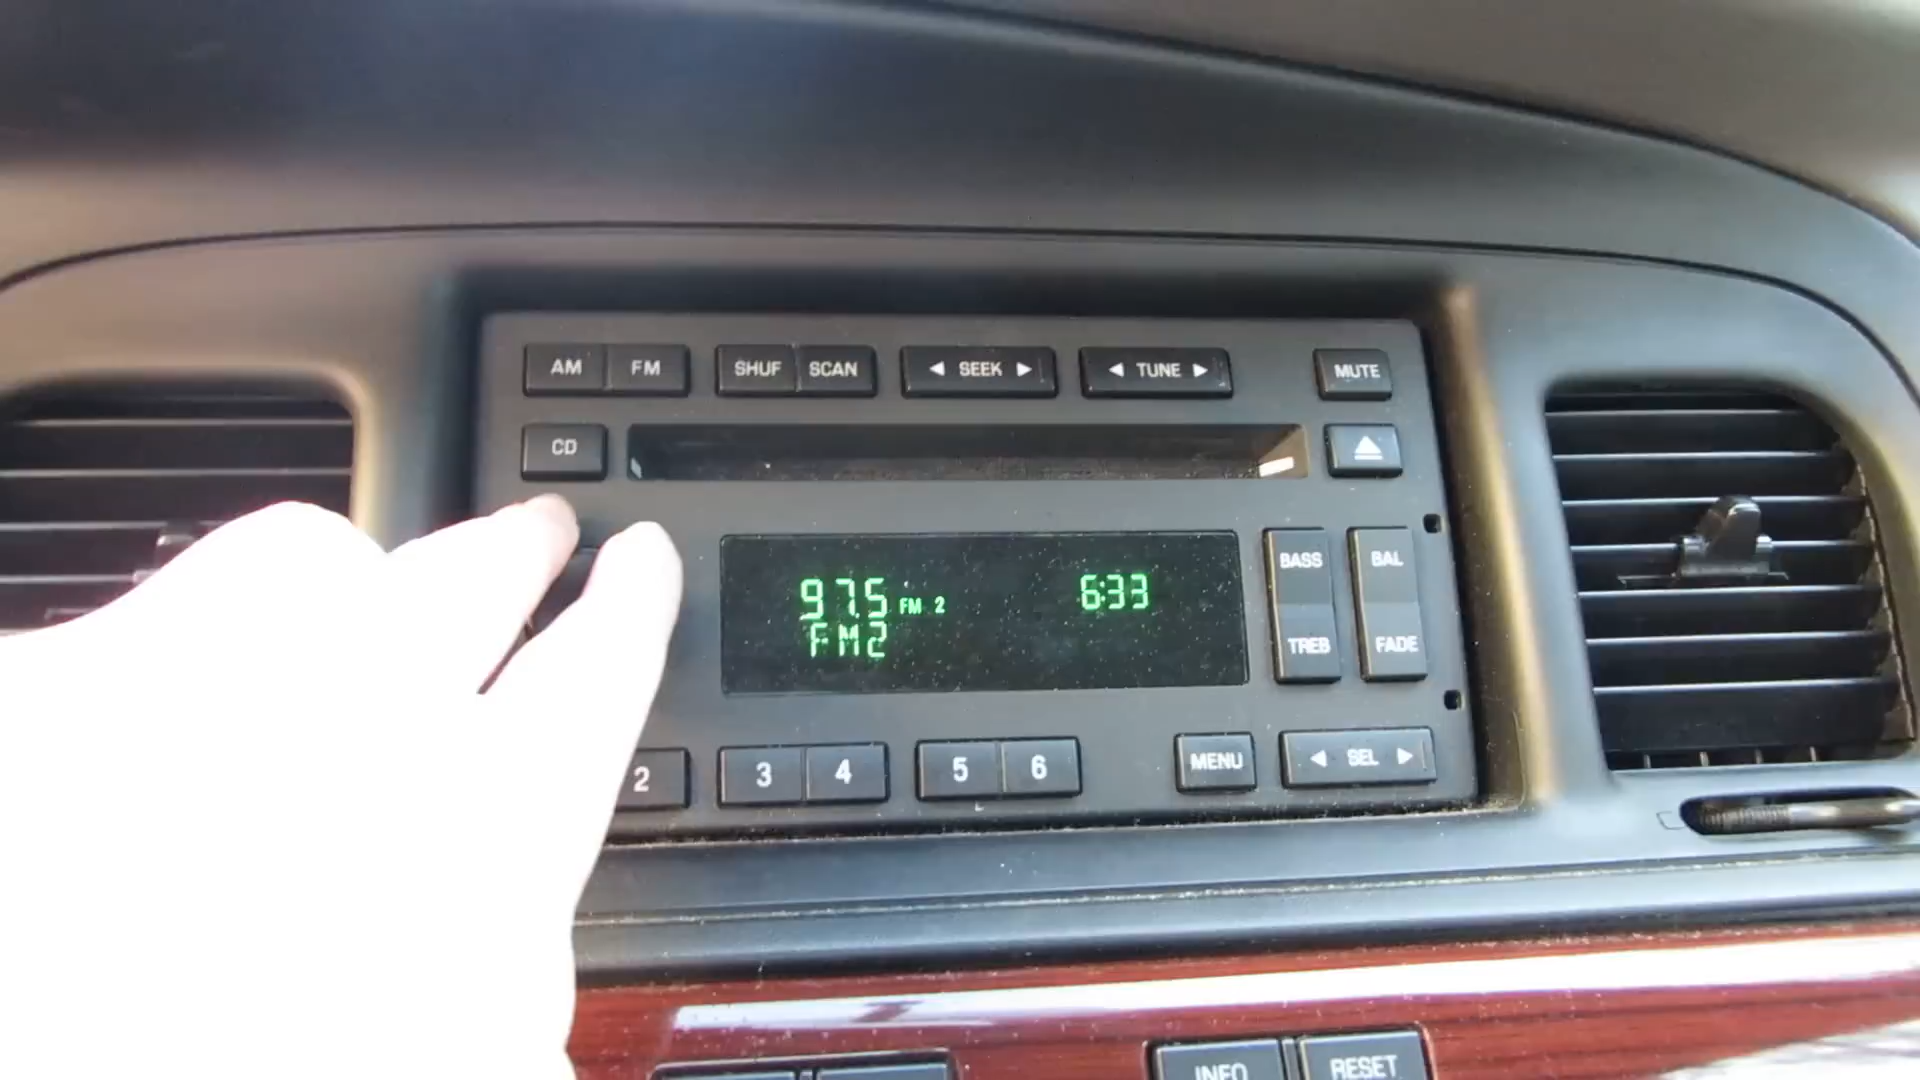 AM FM SHUF SCAN ◄ SEEK ► ◄ TUNE ► MUTE
CD
BASS BAL
97.5 FM 2 6:33
FM2
TREB FADE
2 3 4 5 6 MENU ◄ SEL ►
INFO RESET